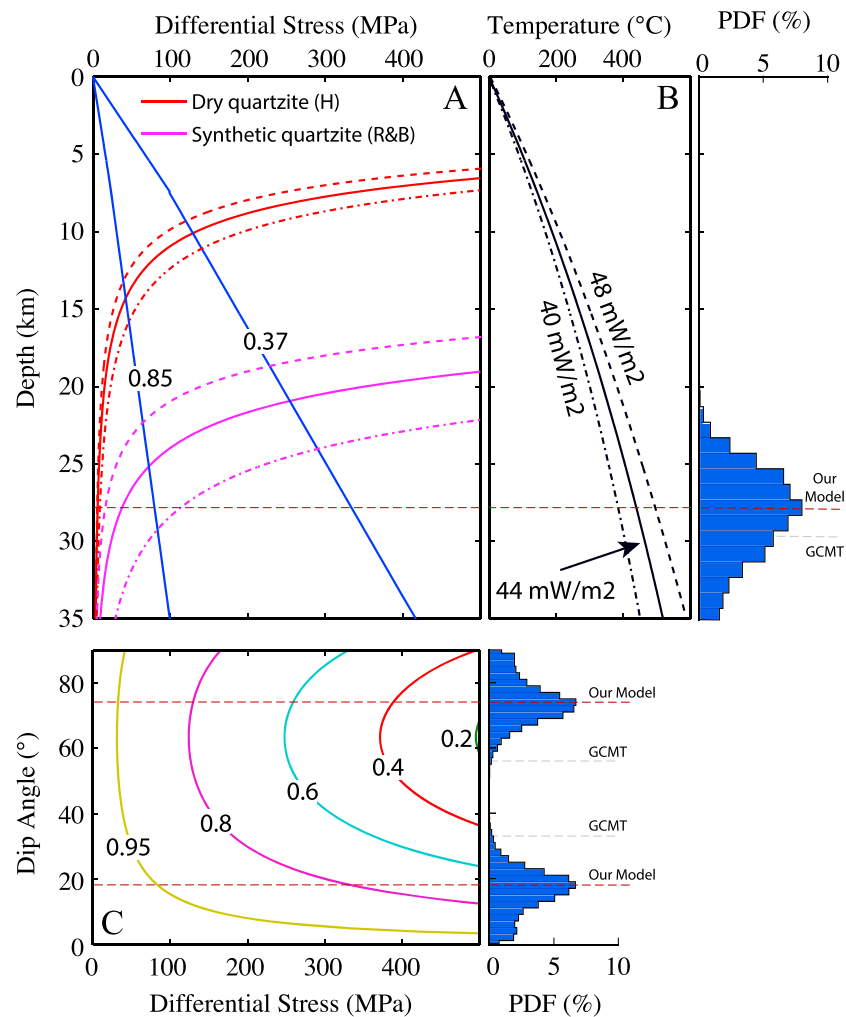 Differential Stress (MPa)
Temperature (°C)
PDF (%)
0 100 200 300 400
0 200 400
0 5 10
A
B
Dry quartzite (H)
Synthetic quartzite (R&B)
0
5
10
15
20
25
30
35
Depth (km)
0.85
0.37
48 mW/m2
40 mW/m2
44 mW/m2
Our
Model
GCMT
80
60
40
20
0
Dip Angle (°)
0.95
0.8
0.6
0.4
0.2
C
Our Model
GCMT
GCMT
Our Model
0 100 200 300 400
0 5 10
Differential Stress (MPa)
PDF (%)